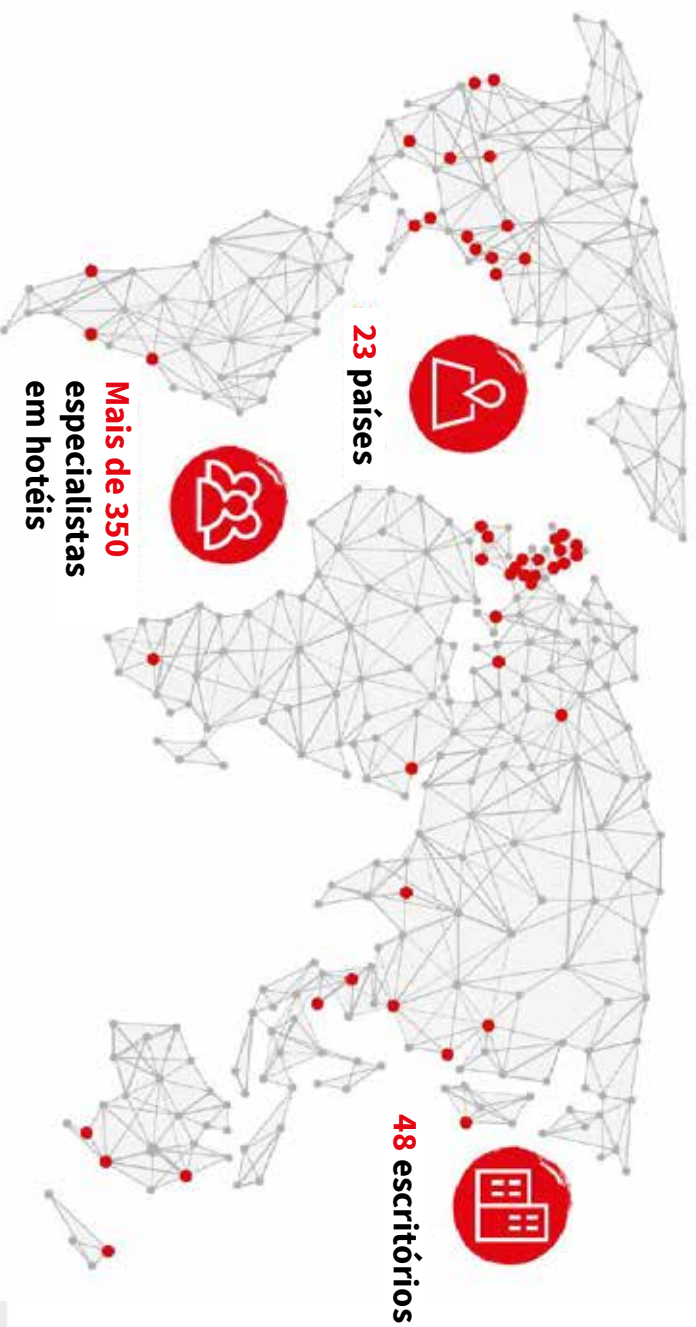 23 países
Mais de 350
especialistas
em hotéis
48 escritórios